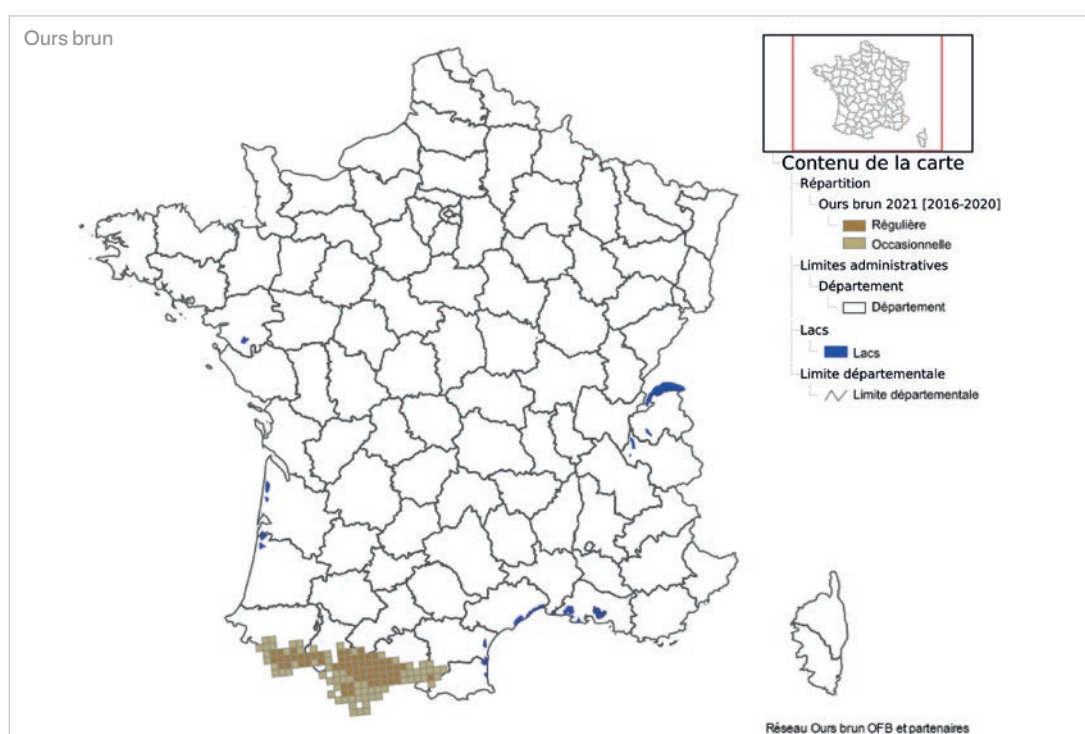 Ours brun
Contenu de la carte
Répartition
Ours brun 2021 [2016-2020]
Régulière
Occasionnelle
Limites administratives
Département
Département
Lacs
Lacs
Limite départementale
Limite départementale
Réseau Ours brun OFB et partenaires